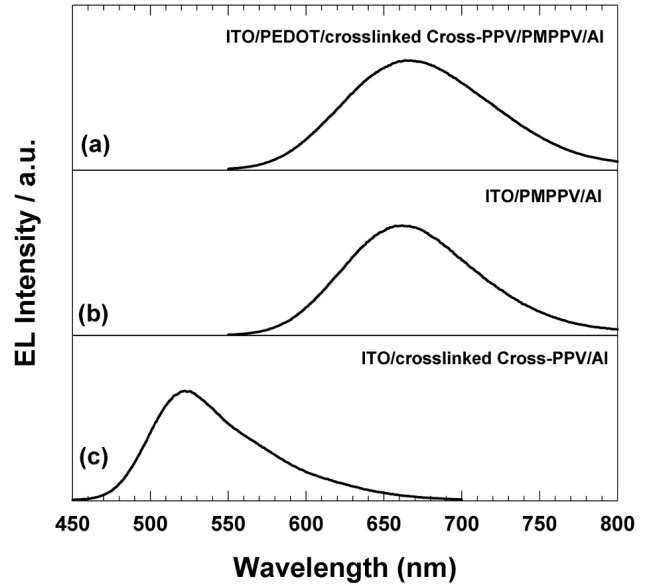 ITO/PEDOT/crosslinked Cross-PPV/PMPPV/Al
(a)
ITO/PMPPV/Al
(b)
ITO/crosslinked Cross-PPV/Al
(c)
EL Intensity / a.u.
450 500 550 600 650 700 750 800
Wavelength (nm)